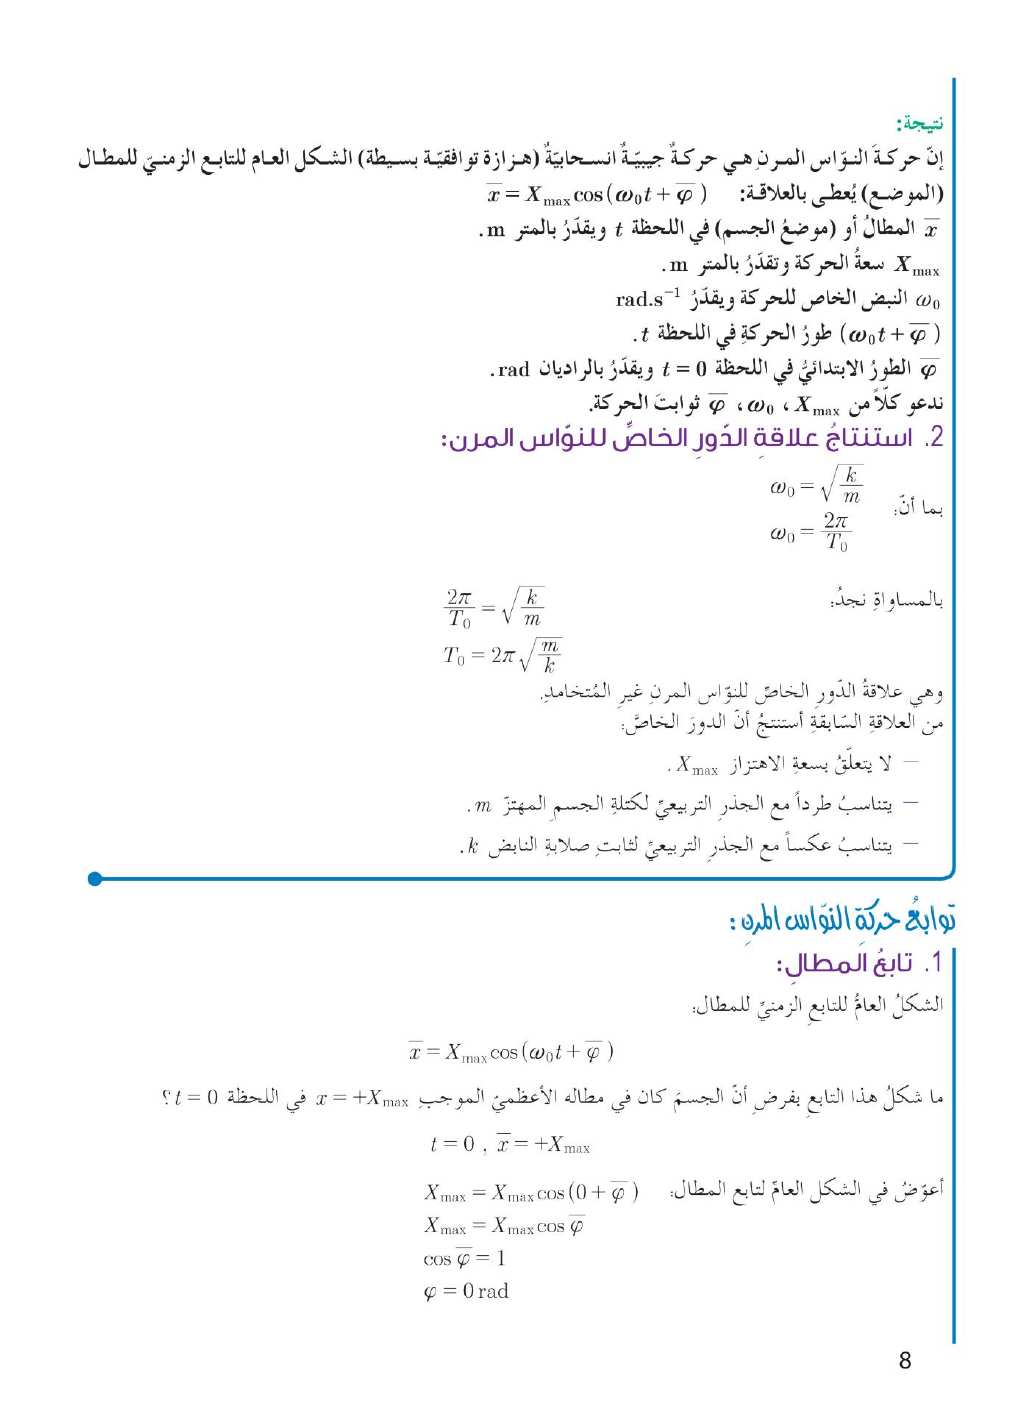 نتيجة:
إنّ حركةَ النوّاس المرنِ هي حركةٌ جيبيّةٌ انسحابيّةٌ (هزازة توافقيّة بسيطة) الشكل العام للتابع الزمنيّ للمطال
(الموضع) يُعطى بالعلاقة: x̅ = X_max cos(ω₀t + φ̅)
x̅ المطالُ أو (موضعُ الجسم) في اللحظة t ويقدّرُ بالمتر m.
X_max سعةُ الحركة وتقدّرُ بالمتر m.
ω₀ النبض الخاص للحركة ويقدّرُ rad.s⁻¹
(ω₀t + φ̅) طورُ الحركةِ في اللحظة t.
φ̅ الطورُ الابتدائيُّ في اللحظة t = 0 ويقدّرُ بالراديان rad.
ندعو كلّاً من X_max ، ω₀ ، φ̅ ثوابتَ الحركة.
2. استنتاجُ علاقةِ الدّورِ الخاصِّ للنوّاس المرن:
بما أنّ:
ω₀ = √(k/m)
ω₀ = 2π/T₀
بالمساواةِ نجدُ:
2π/T₀ = √(k/m)
T₀ = 2π√(m/k)
وهي علاقةُ الدّورِ الخاصِّ للنوّاس المرنِ غيرِ المُتخامدِ.
من العلاقةِ السّابقةِ أستنتجُ أنّ الدورَ الخاصَّ:
– لا يتعلّقُ بسعةِ الاهتزاز X_max.
– يتناسبُ طرداً مع الجذرِ التربيعيِّ لكتلةِ الجسمِ المهتزّ m.
– يتناسبُ عكساً مع الجذرِ التربيعيِّ لثابتِ صلابةِ النابض k.
توابعُ حركةِ النوّاس المرنِ:
1. تابعُ المطالِ:
الشكلُ العامُّ للتابعِ الزمنيِّ للمطال:
x̅ = X_max cos(ω₀t + φ̅)
ما شكلُ هذا التابعِ بفرضِ أنّ الجسمَ كان في مطاله الأعظميّ الموجبِ x = +X_max في اللحظة t = 0 ؟
t = 0 , x̅ = +X_max
أعوّضُ في الشكل العامّ لتابع المطال: X_max = X_max cos(0 + φ̅)
X_max = X_max cos φ̅
cos φ̅ = 1
φ = 0 rad
8